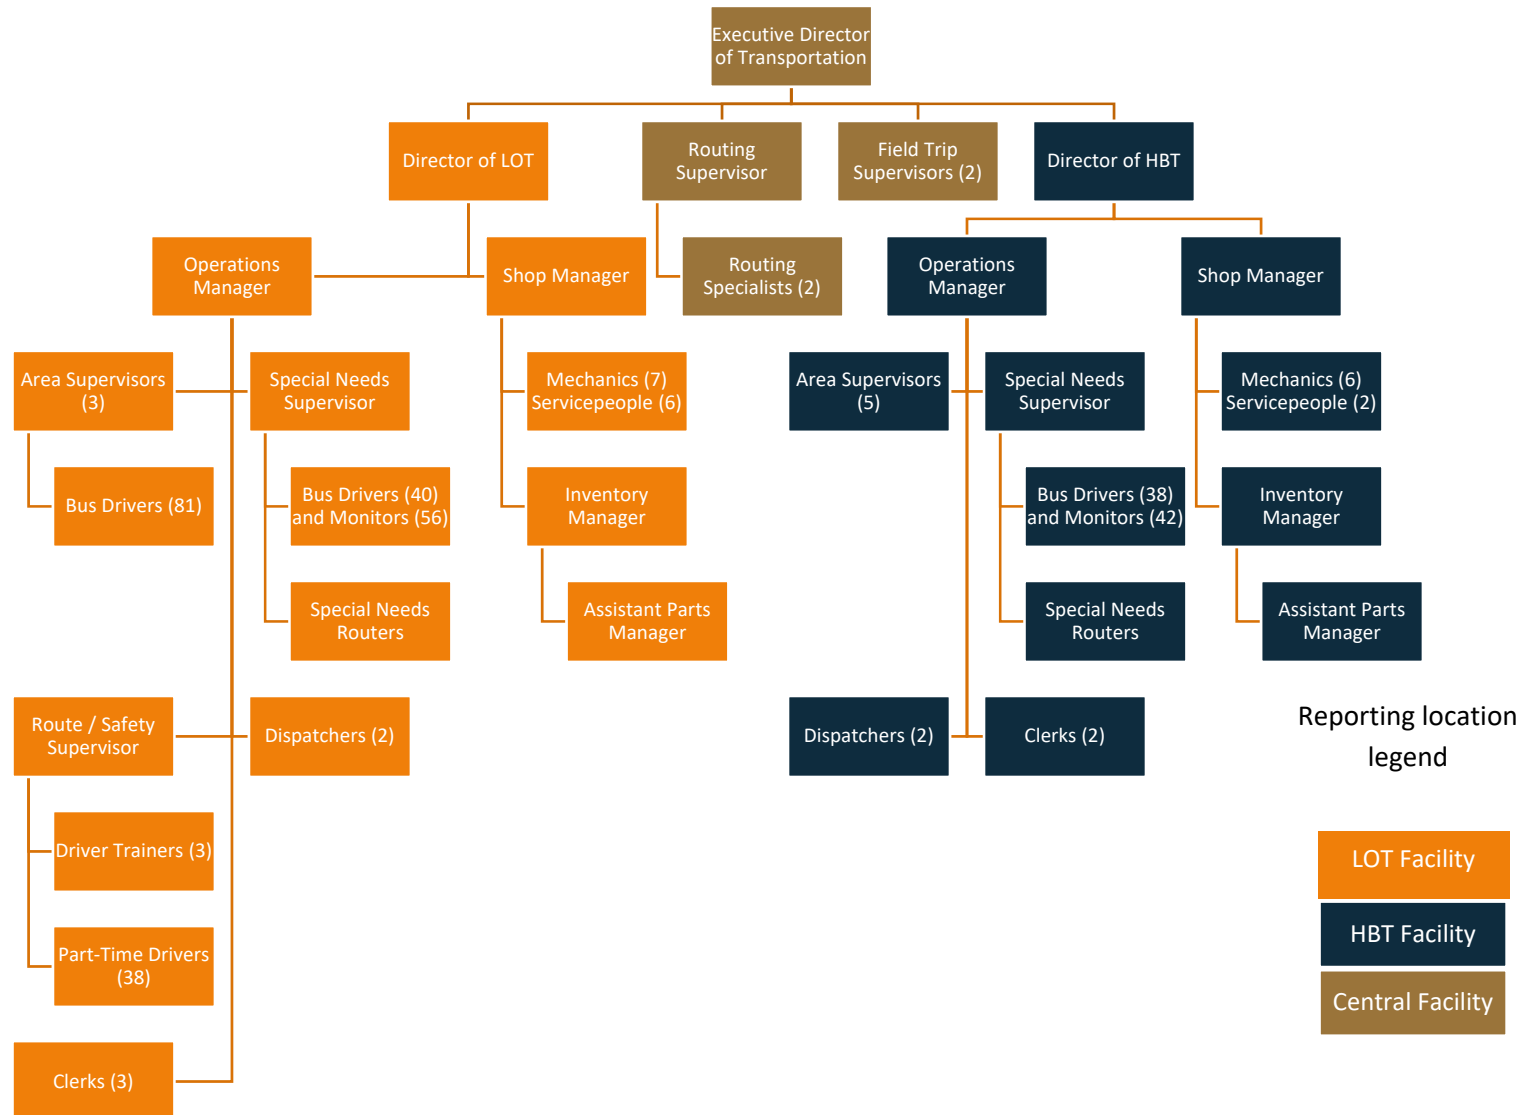 Executive Director
of Transportation
Director of LOT
Routing
Supervisor
Field Trip
Supervisors (2)
Director of HBT
Operations
Manager
Shop Manager
Routing
Specialists (2)
Operations
Manager
Shop Manager
Area Supervisors
(3)
Special Needs
Supervisor
Mechanics (7)
Servicepeople (6)
Area Supervisors
(5)
Special Needs
Supervisor
Mechanics (6)
Servicepeople (2)
Bus Drivers (81)
Bus Drivers (40)
and Monitors (56)
Inventory
Manager
Bus Drivers (38)
and Monitors (42)
Inventory
Manager
Special Needs
Routers
Assistant Parts
Manager
Special Needs
Routers
Assistant Parts
Manager
Route / Safety
Supervisor
Dispatchers (2)
Dispatchers (2)
Clerks (2)
Reporting location
legend
Driver Trainers (3)
LOT Facility
Part-Time Drivers
(38)
HBT Facility
Central Facility
Clerks (3)